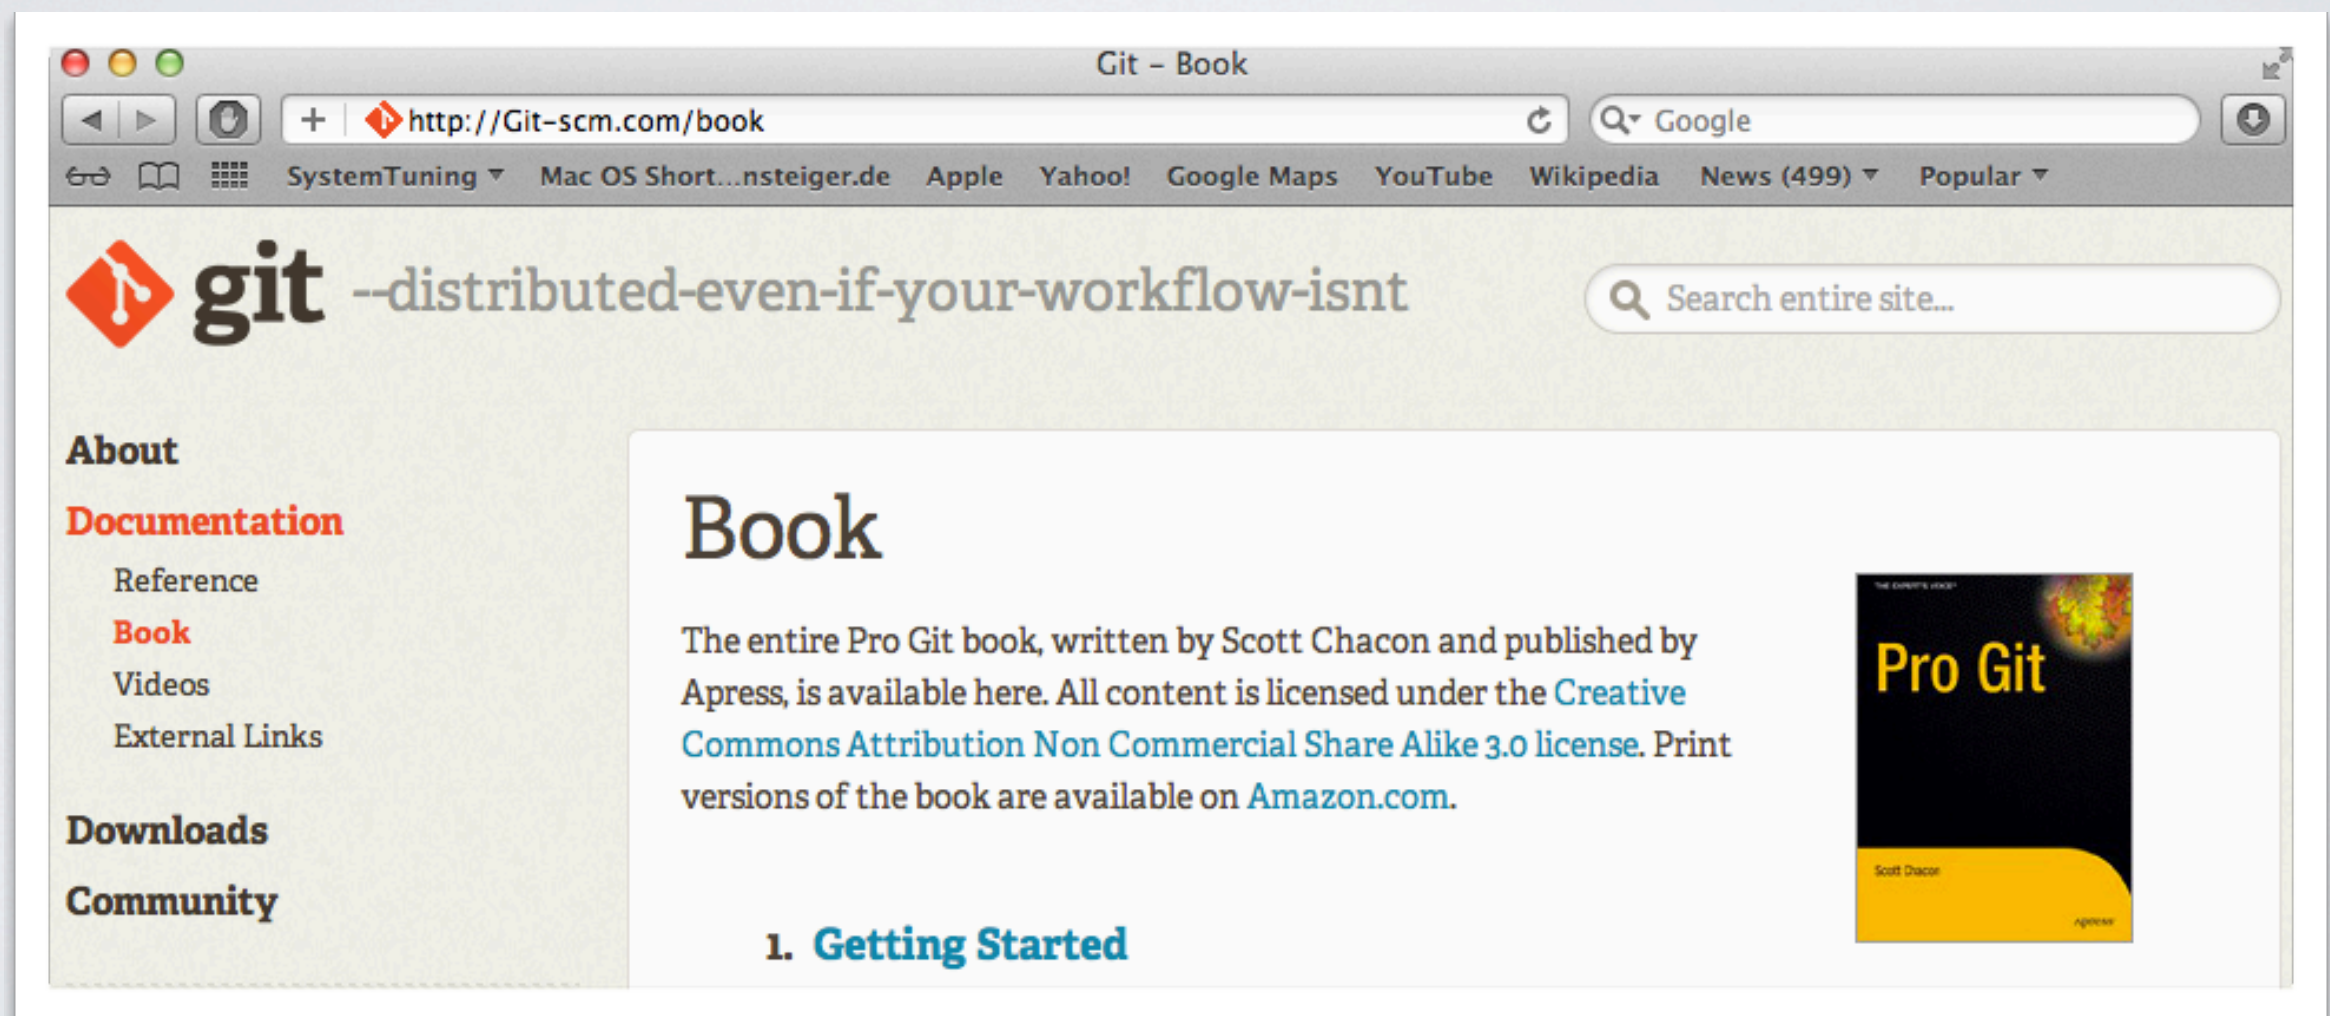 Git – Book
http://Git-scm.com/book
Google
SystemTuning
Mac OS Short...nsteiger.de
Apple
Yahoo!
Google Maps
YouTube
Wikipedia
News (499)
Popular
git --distributed-even-if-your-workflow-isnt
Search entire site...
About
Documentation
Reference
Book
Videos
External Links
Downloads
Community
Book
The entire Pro Git book, written by Scott Chacon and published by
Apress, is available here. All content is licensed under the Creative
Commons Attribution Non Commercial Share Alike 3.0 license. Print
versions of the book are available on Amazon.com.
1. Getting Started
THE EXPERT'S VOICE®
Pro Git
Scott Chacon
Apress